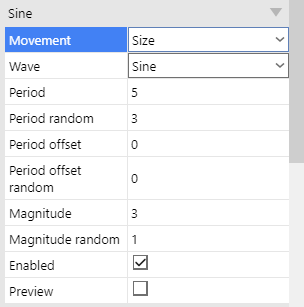 Sine
Movement Size
Wave Sine
Period 5
Period random 3
Period offset 0
Period offset
random 0
Magnitude 3
Magnitude random 1
Enabled
Preview